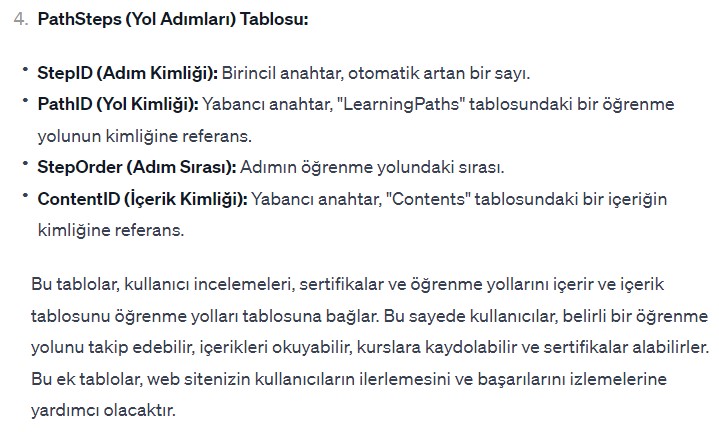 4. PathSteps (Yol Adımları) Tablosu:
• StepID (Adım Kimliği): Birincil anahtar, otomatik artan bir sayı.
• PathID (Yol Kimliği): Yabancı anahtar, "LearningPaths" tablosundaki bir öğrenme
yolunun kimliğine referans.
• StepOrder (Adım Sırası): Adımın öğrenme yolundaki sırası.
• ContentID (İçerik Kimliği): Yabancı anahtar, "Contents" tablosundaki bir içeriğin
kimliğine referans.
Bu tablolar, kullanıcı incelemeleri, sertifikalar ve öğrenme yollarını içerir ve içerik
tablosunu öğrenme yolları tablosuna bağlar. Bu sayede kullanıcılar, belirli bir öğrenme
yolunu takip edebilir, içerikleri okuyabilir, kurslara kaydolabilir ve sertifikalar alabilirler.
Bu ek tablolar, web sitenizin kullanıcıların ilerlemesini ve başarılarını izlemelerine
yardımcı olacaktır.